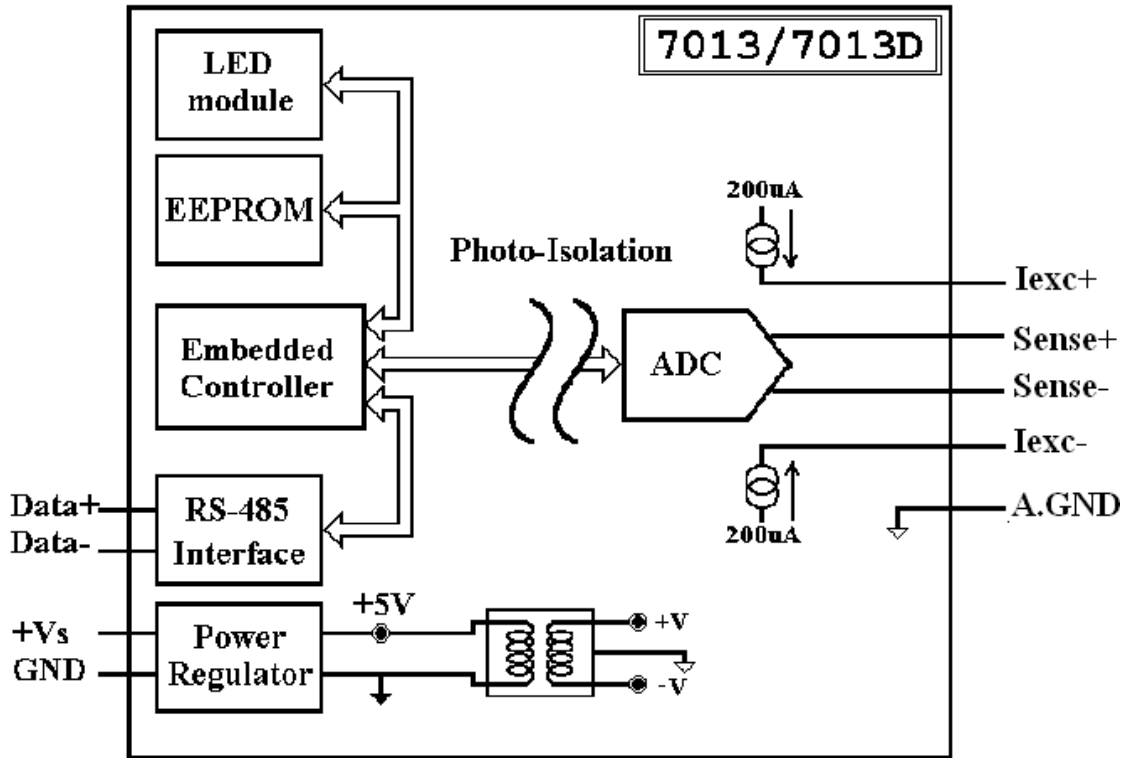 7013/7013D
LED
module
EEPROM
200uA
Photo-Isolation
Iexc+
Embedded
Controller
ADC
Sense+
Sense-
Iexc-
Data+
Data-
RS-485
Interface
200uA
A.GND
+Vs
GND
Power
Regulator
+5V
+V
-V